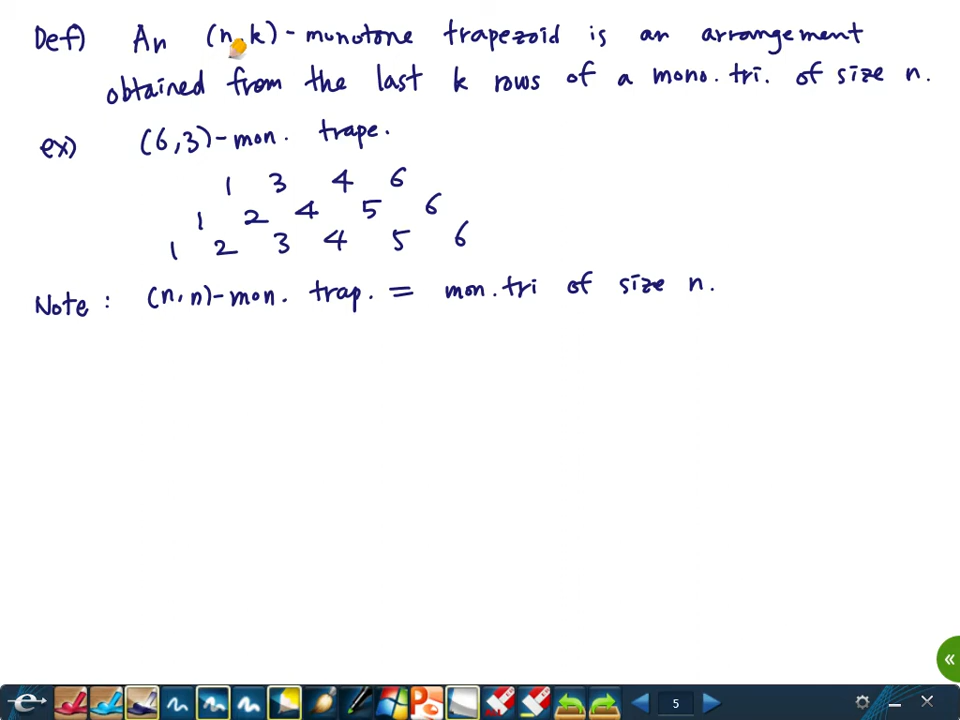 Def) An (n,k)-monotone trapezoid is an arrangement
obtained from the last k rows of a mono.tri. of size n.
ex) (6,3)-mon. trape.
1 3 4 6
1 2 4 5 6
1 2 3 4 5 6
Note : (n,n)-mon. trap. = mon.tri of size n.
5